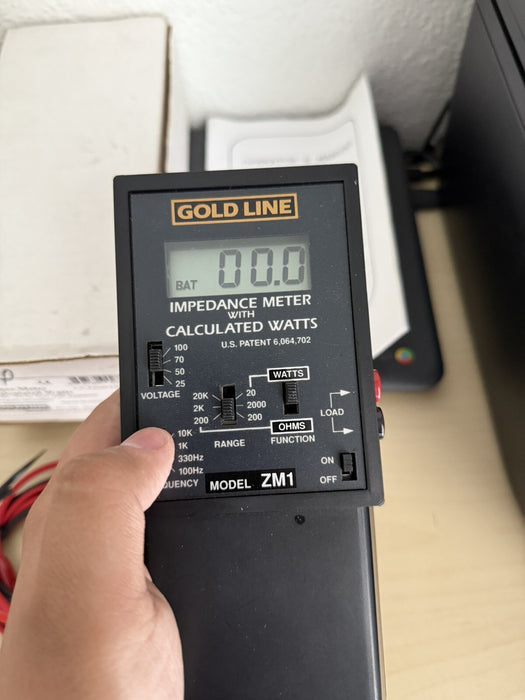 GOLD LINE
BAT 00.0
IMPEDANCE METER
WITH
CALCULATED WATTS
U.S. PATENT 6,064,702
100
70
50
25
VOLTAGE
WATTS
20K 20
2K 2000
200 200
RANGE
OHMS
FUNCTION
LOAD
10K
1K
330Hz
100Hz
UENCY
ON
OFF
MODEL ZM1